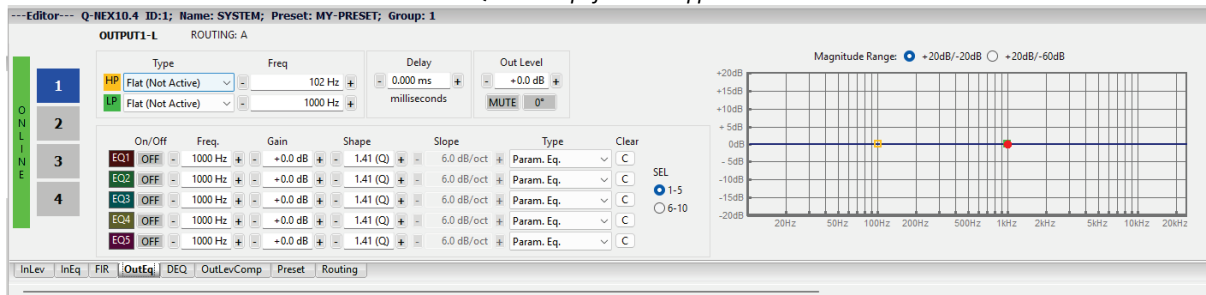 ---Editor--- Q-NEX10.4 ID:1; Name: SYSTEM; Preset: MY-PRESET; Group: 1
OUTPUT1-L ROUTING: A
ONLINE
1
2
3
4
Type Freq
HP Flat (Not Active) - 102 Hz +
LP Flat (Not Active) - 1000 Hz +
Delay
- 0.000 ms +
milliseconds
Out Level
- +0.0 dB +
MUTE 0°
On/Off Freq. Gain Shape Slope Type Clear
EQ1 OFF - 1000 Hz + - +0.0 dB + - 1.41 (Q) + - 6.0 dB/oct + Param. Eq. C
EQ2 OFF - 1000 Hz + - +0.0 dB + - 1.41 (Q) + - 6.0 dB/oct + Param. Eq. C
EQ3 OFF - 1000 Hz + - +0.0 dB + - 1.41 (Q) + - 6.0 dB/oct + Param. Eq. C
EQ4 OFF - 1000 Hz + - +0.0 dB + - 1.41 (Q) + - 6.0 dB/oct + Param. Eq. C
EQ5 OFF - 1000 Hz + - +0.0 dB + - 1.41 (Q) + - 6.0 dB/oct + Param. Eq. C
SEL
1-5
6-10
Magnitude Range: +20dB/-20dB +20dB/-60dB
+20dB
+15dB
+10dB
+ 5dB
0dB
- 5dB
-10dB
-15dB
-20dB
20Hz 50Hz 100Hz 200Hz 500Hz 1kHz 2kHz 5kHz 10kHz 20kHz
InLev InEq FIR OutEq DEQ OutLevComp Preset Routing